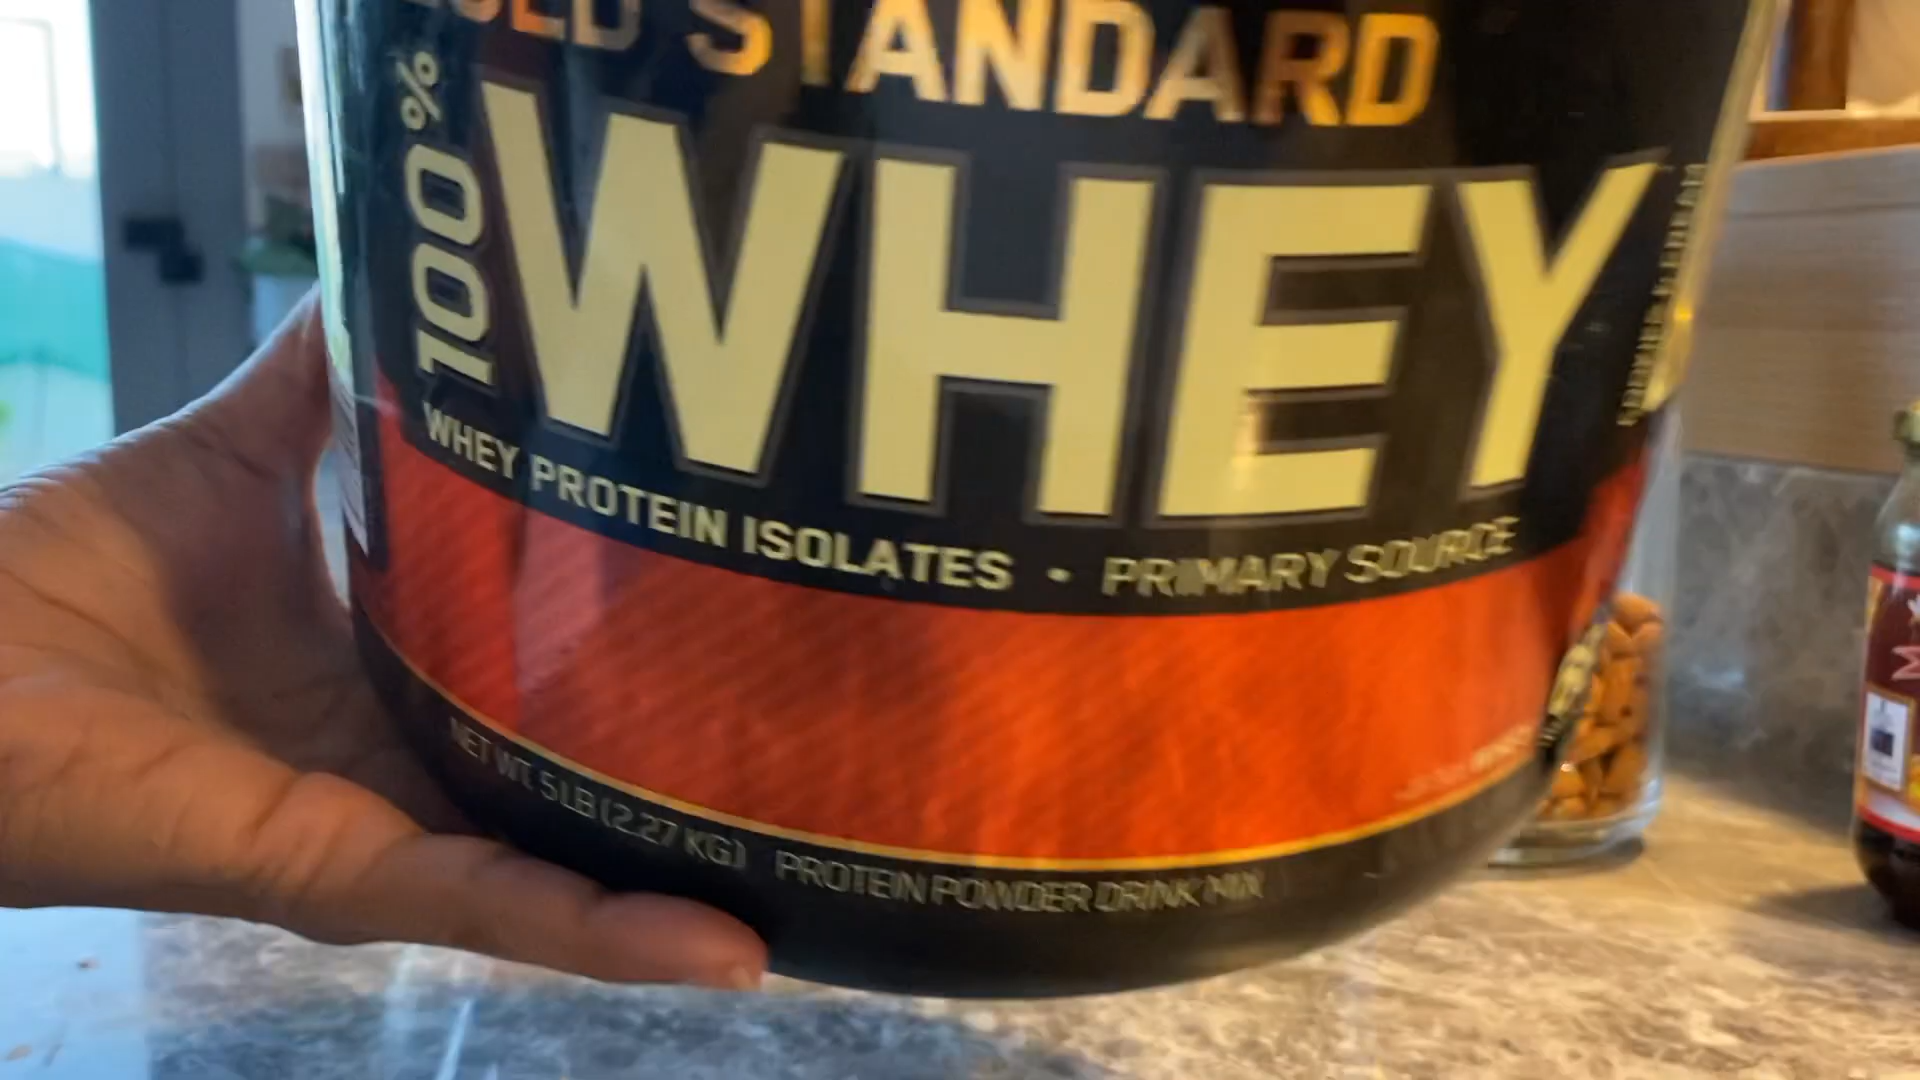 GOLD STANDARD
100%
WHEY
WHEY PROTEIN ISOLATES • PRIMARY SOURCE
NET WT. 5 LB (2.27 KG) PROTEIN POWDER DRINK MIX